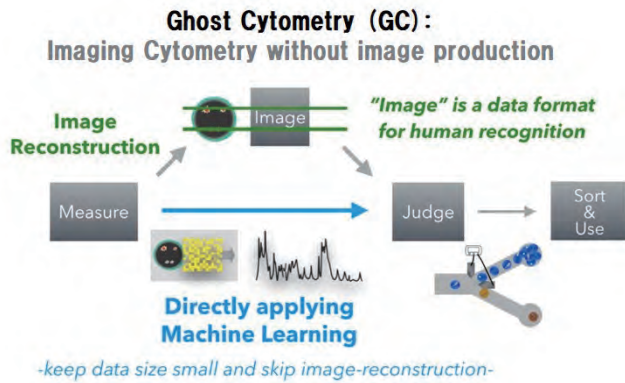 Ghost Cytometry (GC):
Imaging Cytometry without image production
Image
Reconstruction
Image
"Image" is a data format
for human recognition
Measure
Judge
Sort
&
Use
Directly applying
Machine Learning
-keep data size small and skip image-reconstruction-